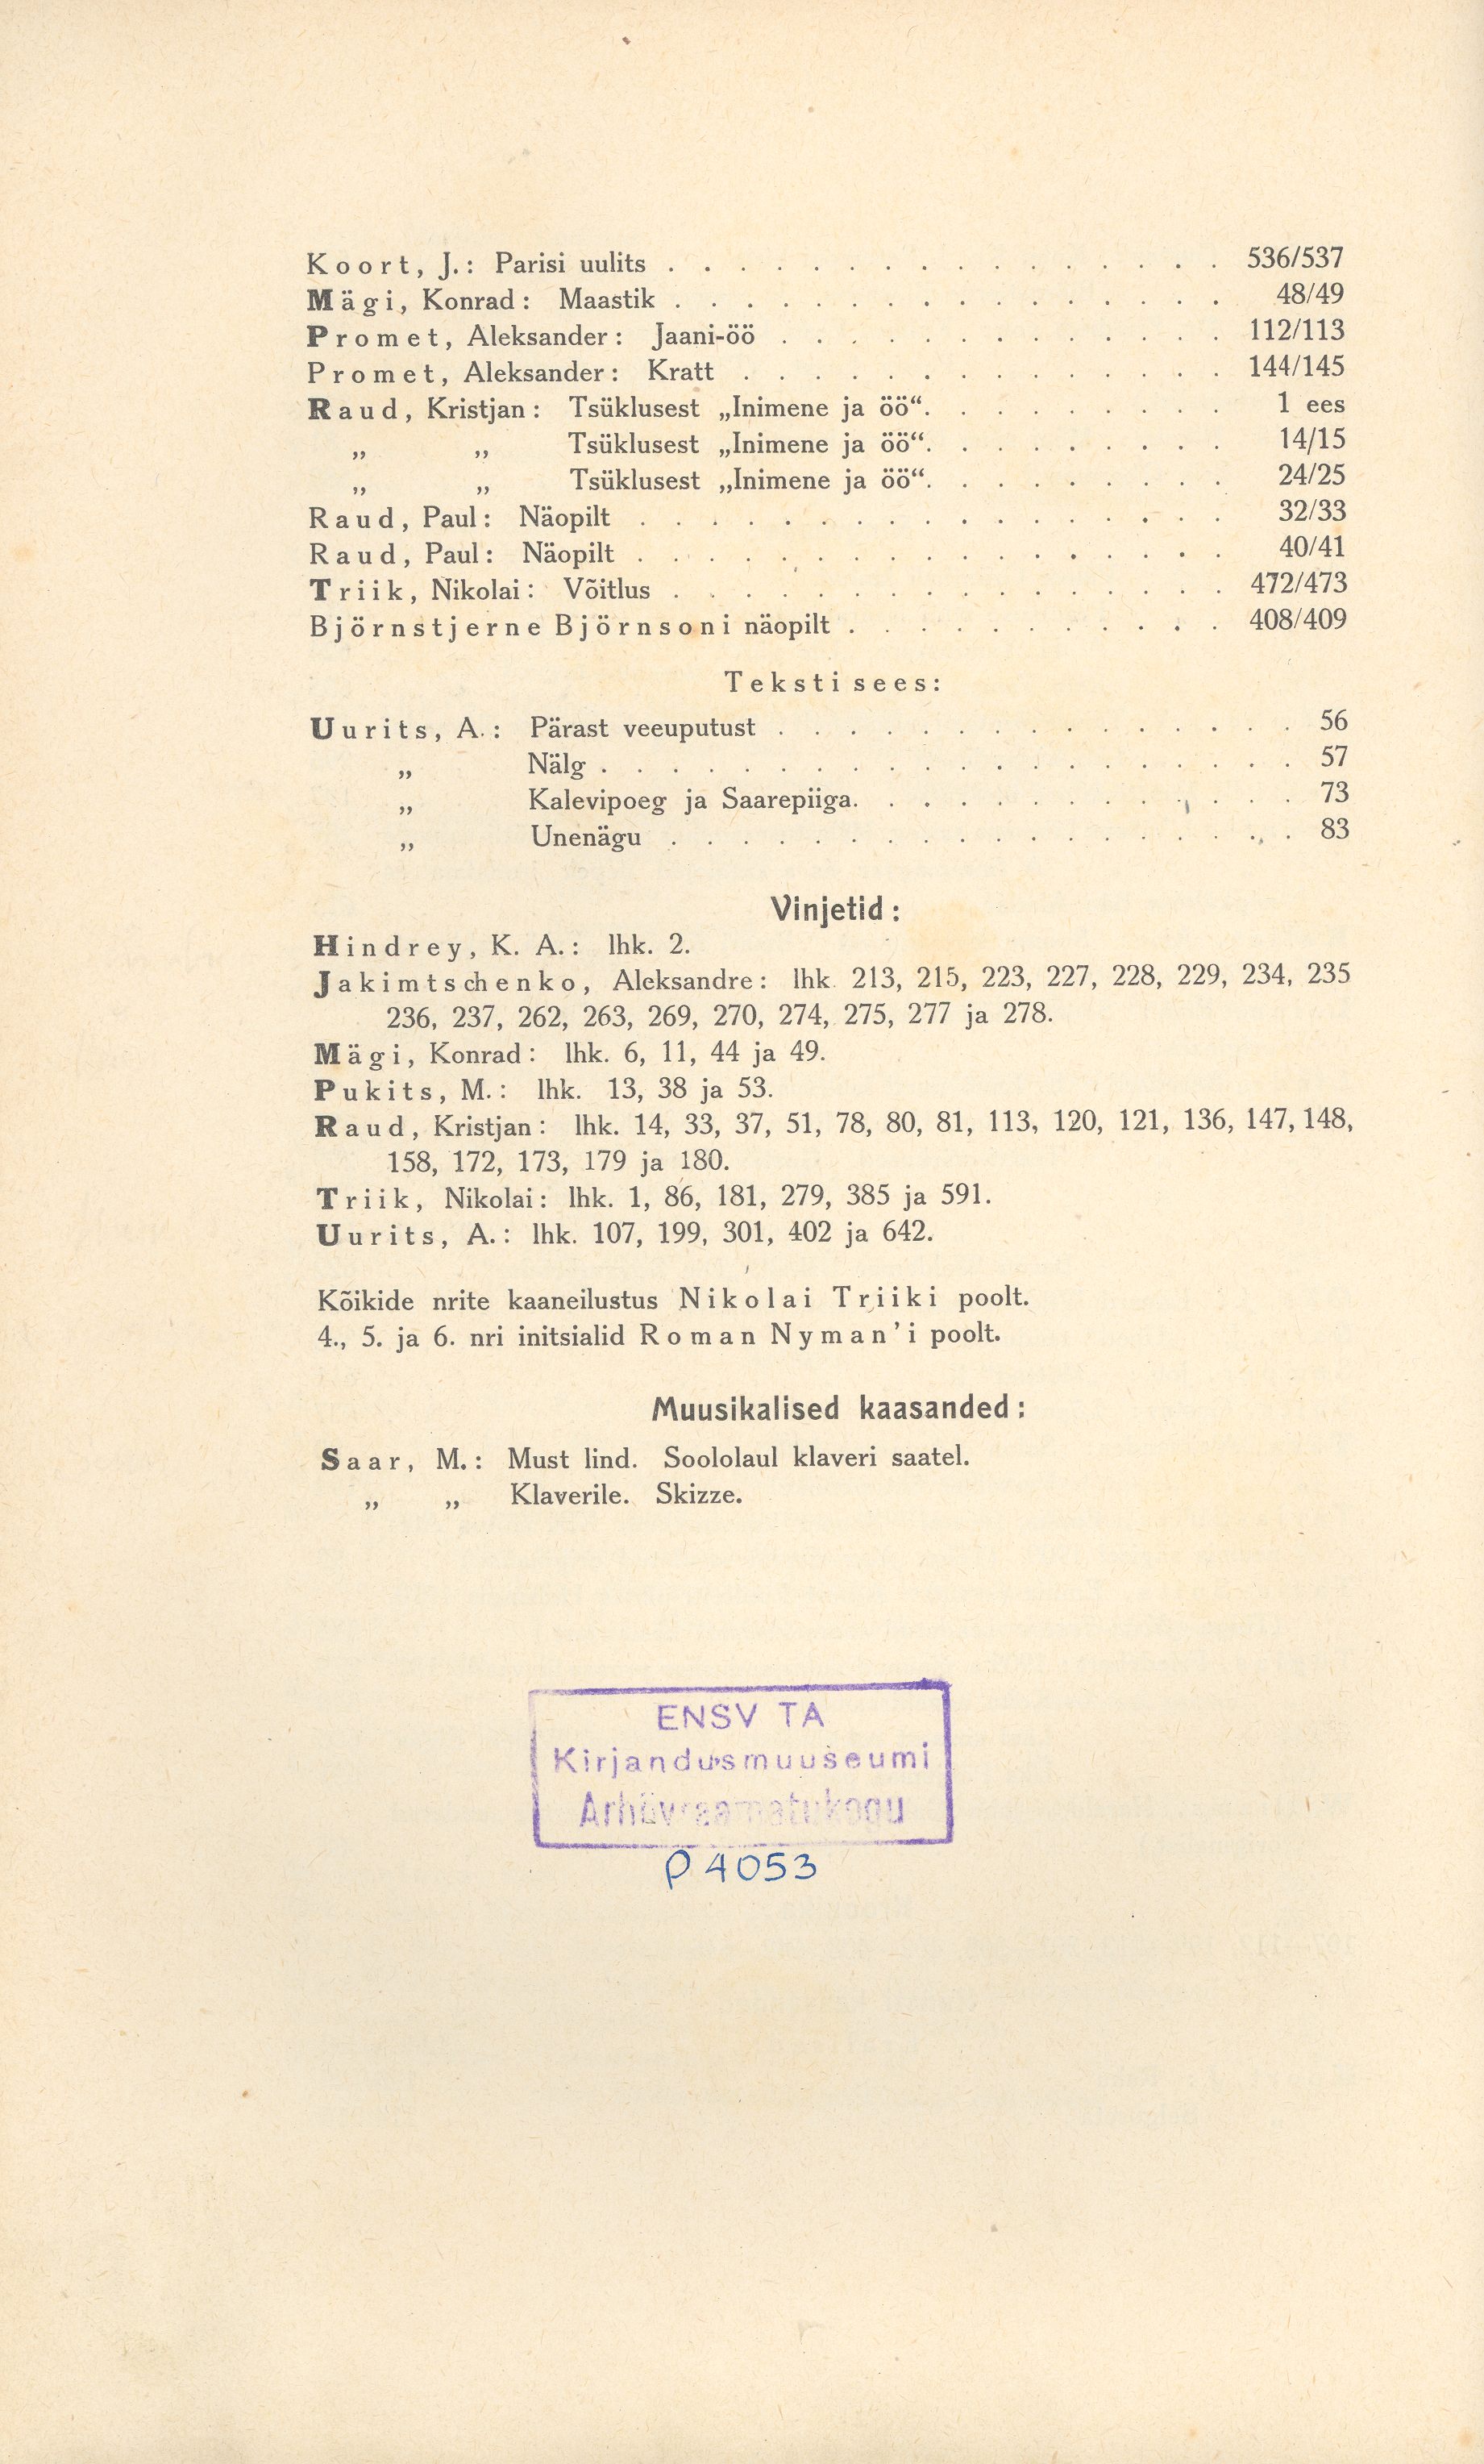 Koort, J.: Parisi uulits . . . . . . . . . . . . . . . . 536/537
Mägi, Konrad: Maastik . . . . . . . . . . . . . . . . 48/49
Promet, Aleksander: Jaani-öö . . . . . . . . . . . . . 112/113
Promet, Aleksander: Kratt . . . . . . . . . . . . . . 144/145
Raud, Kristjan: Tsüklusest „Inimene ja öö“. . . . . . . . . 1 ees
„ „ Tsüklusest „Inimene ja öö“. . . . . . . . . 14/15
„ „ Tsüklusest „Inimene ja öö“. . . . . . . . . 24/25
Raud, Paul: Näopilt . . . . . . . . . . . . . . . . . 32/33
Raud, Paul: Näopilt . . . . . . . . . . . . . . . . . 40/41
Triik, Nikolai: Võitlus . . . . . . . . . . . . . . . . 472/473
Björnstjerne Björnsoni näopilt . . . . . . . . . . . 408/409
Teksti sees:
Uurits, A.: Pärast veeuputust . . . . . . . . . . . . . . . 56
„ Nälg . . . . . . . . . . . . . . . . . . . . 57
„ Kalevipoeg ja Saarepiiga. . . . . . . . . . . . . 73
„ Unenägu . . . . . . . . . . . . . . . . . . 83
Vinjetid:
Hindrey, K. A.: lhk. 2.
Jakimtschenko, Aleksandre: lhk. 213, 215, 223, 227, 228, 229, 234, 235
236, 237, 262, 263, 269, 270, 274, 275, 277 ja 278.
Mägi, Konrad: lhk. 6, 11, 44 ja 49.
Pukits, M.: lhk. 13, 38 ja 53.
Raud, Kristjan: lhk. 14, 33, 37, 51, 78, 80, 81, 113, 120, 121, 136, 147, 148,
158, 172, 173, 179 ja 180.
Triik, Nikolai: lhk. 1, 86, 181, 279, 385 ja 591.
Uurits, A.: lhk. 107, 199, 301, 402 ja 642.
Kõikide nrite kaaneilustus Nikolai Triiki poolt.
4., 5. ja 6. nri initsialid Roman Nyman'i poolt.
Muusikalised kaasanded:
Saar, M.: Must lind. Soololaul klaveri saatel.
„ „ Klaverile. Skizze.
ENSV TA
Kirjandusmuuseumi
Arhiivraamatukogu
P 4053